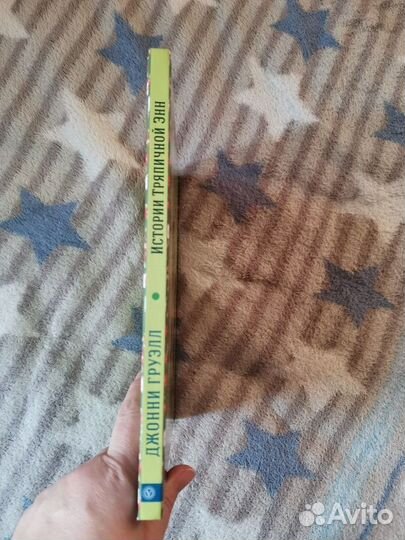 ДЖОННИ ГРУЭЛЛ • ИСТОРИИ ТРЯПИЧНОЙ ЭНН
Avito